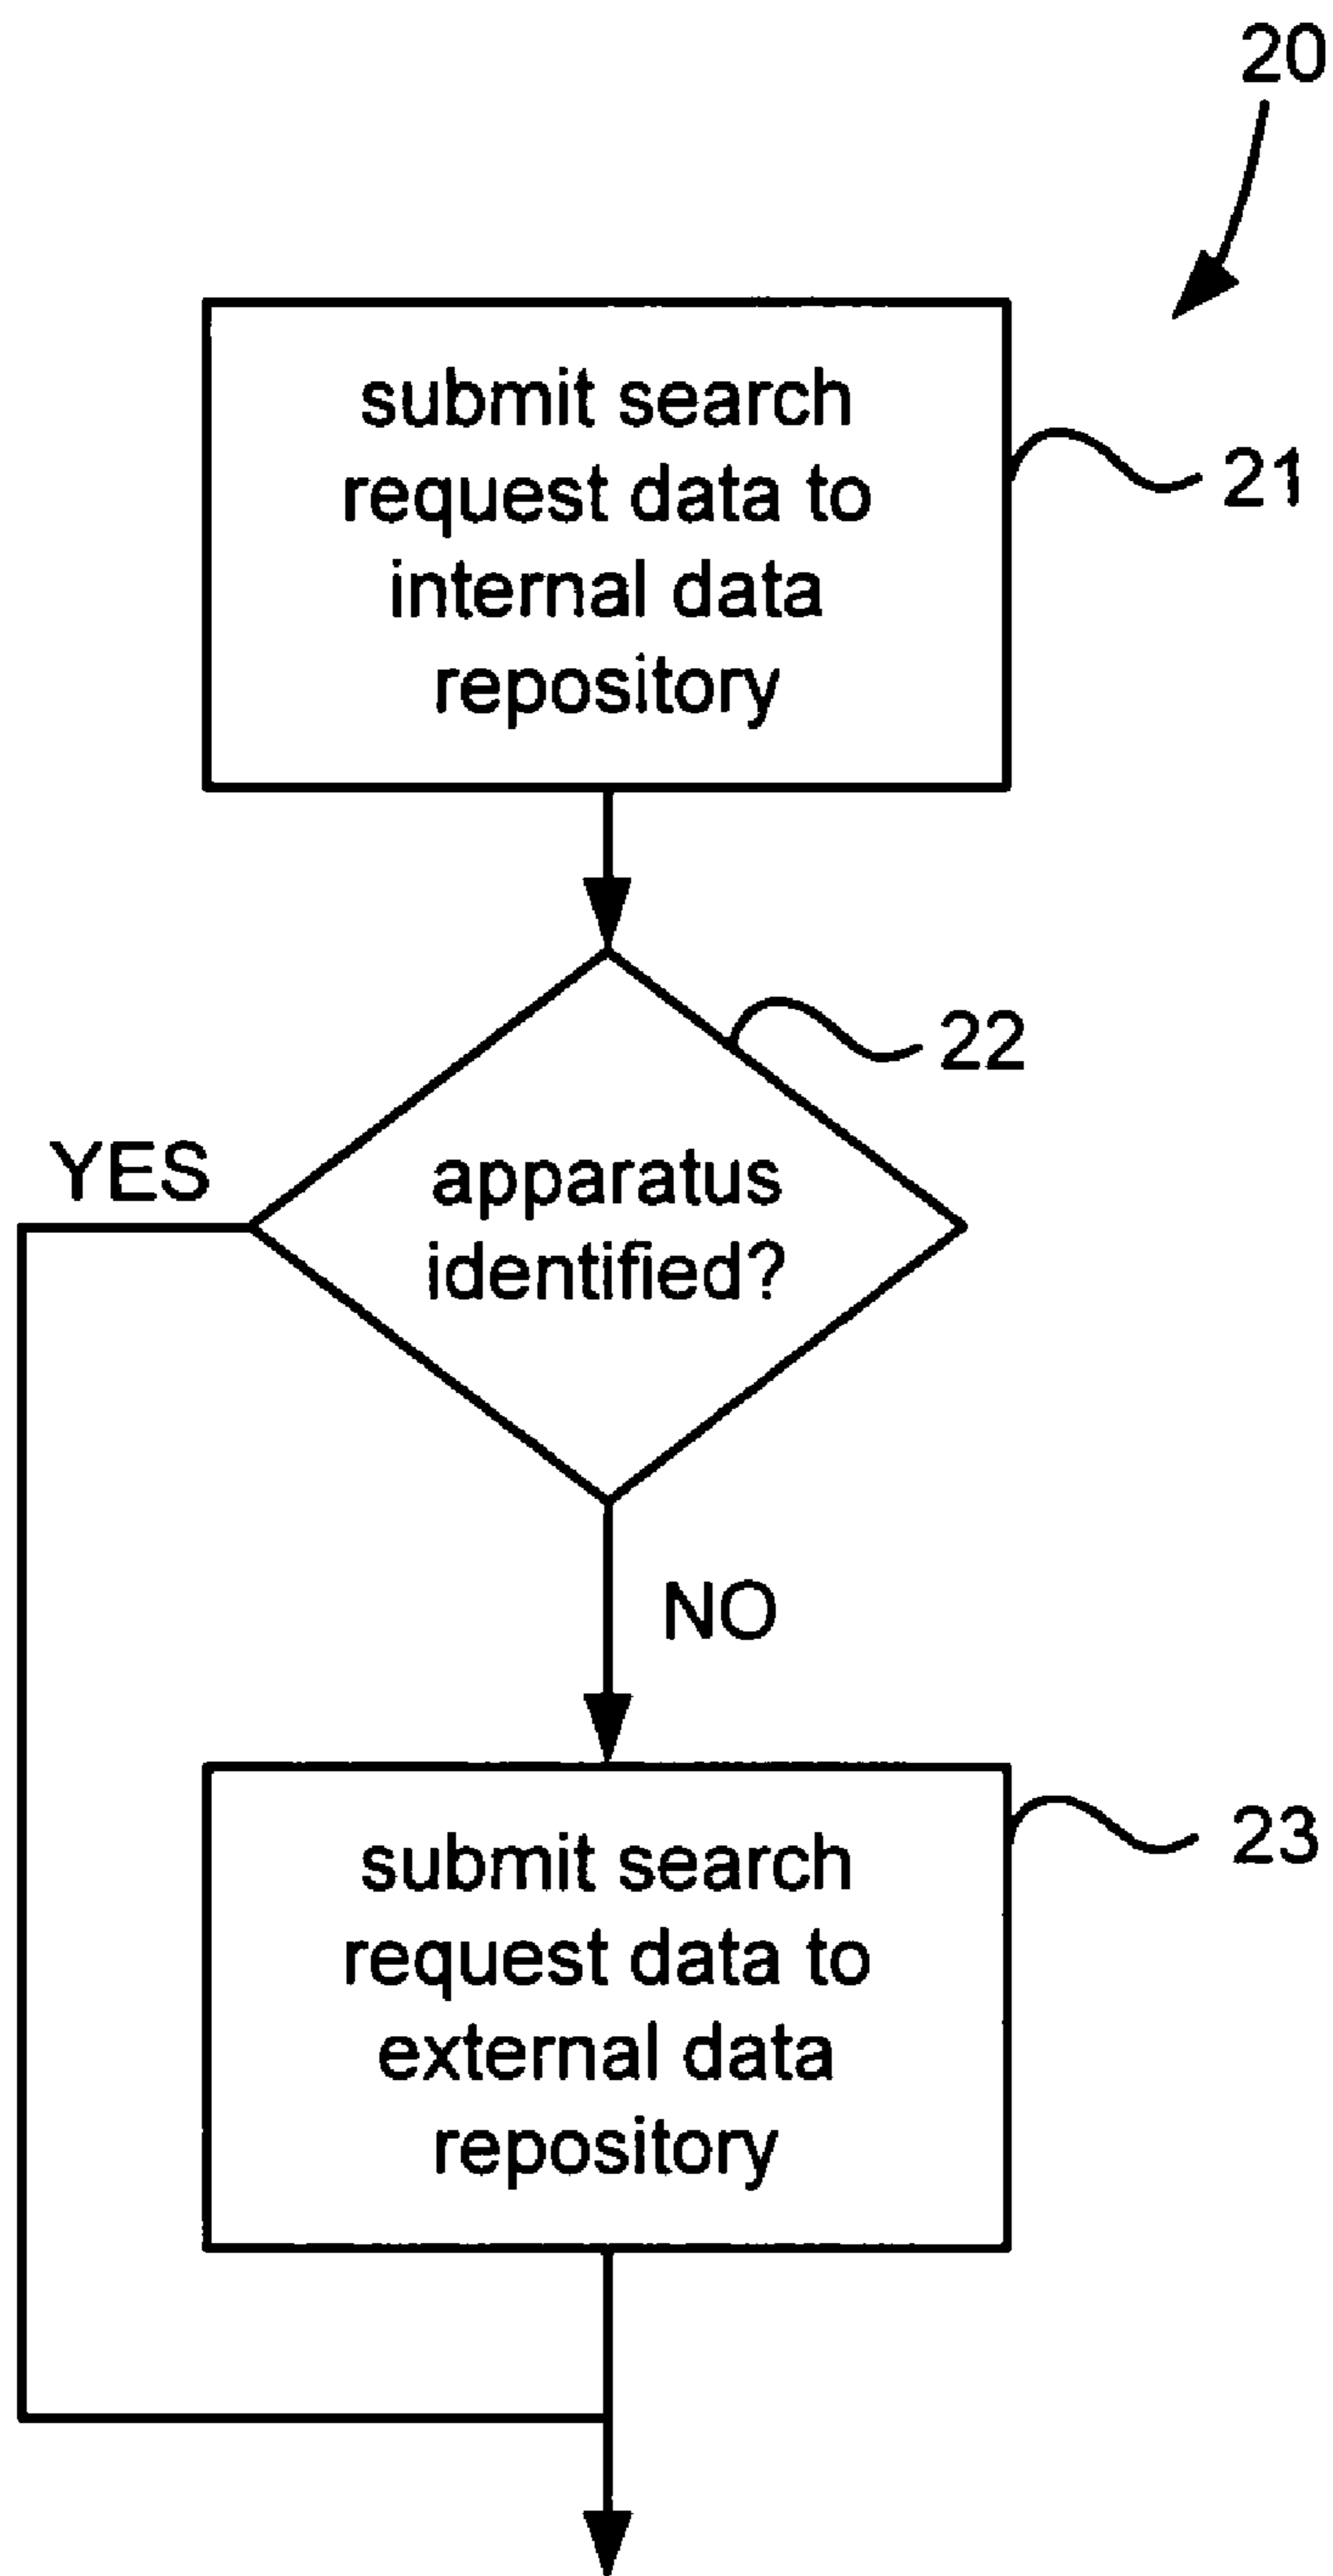 20
submit search
request data to
internal data
repository
21
22
YES
apparatus
identified?
NO
submit search
request data to
external data
repository
23